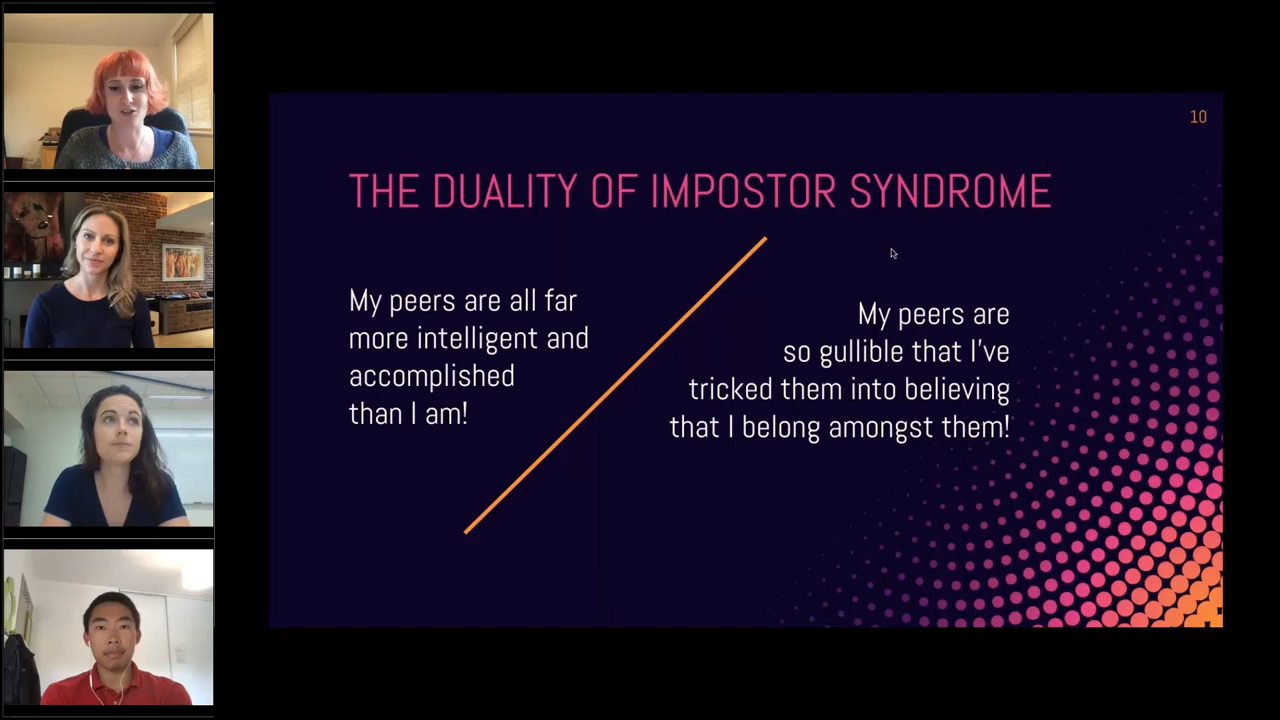 10
THE DUALITY OF IMPOSTOR SYNDROME
My peers are all far
more intelligent and
accomplished
than I am!
My peers are
so gullible that I've
tricked them into believing
that I belong amongst them!